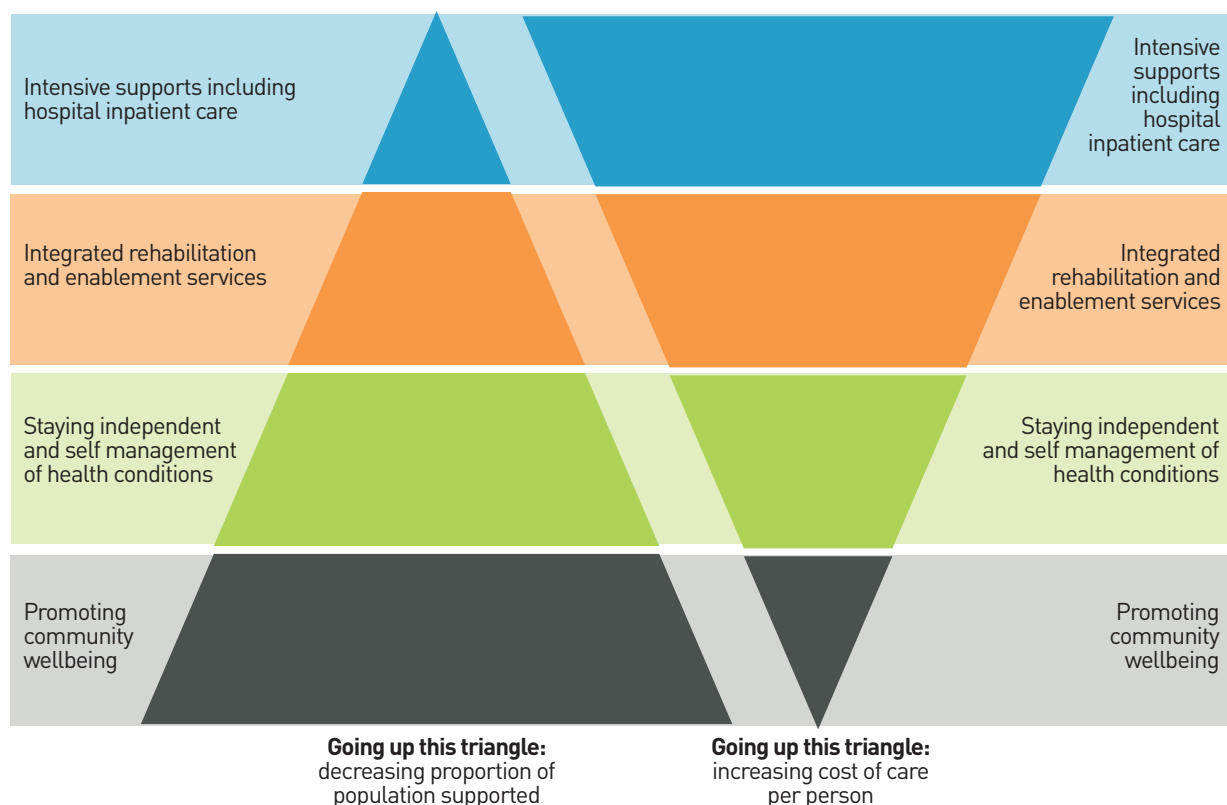 Intensive supports including
hospital inpatient care
Intensive
supports
including
hospital
inpatient care
Integrated rehabilitation
and enablement services
Integrated
rehabilitation and
enablement services
Staying independent
and self management
of health conditions
Staying independent
and self management of
health conditions
Promoting
community
wellbeing
Promoting
community
wellbeing
Going up this triangle:
decreasing proportion of
population supported
Going up this triangle:
increasing cost of care
per person